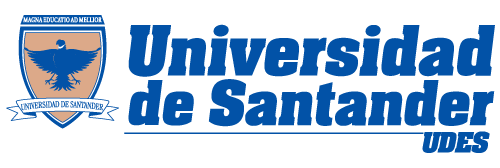 MAGNA EDUCATIO AD MELLIOR
UNIVERSIDAD DE SANTANDER
Universidad
de Santander
UDES